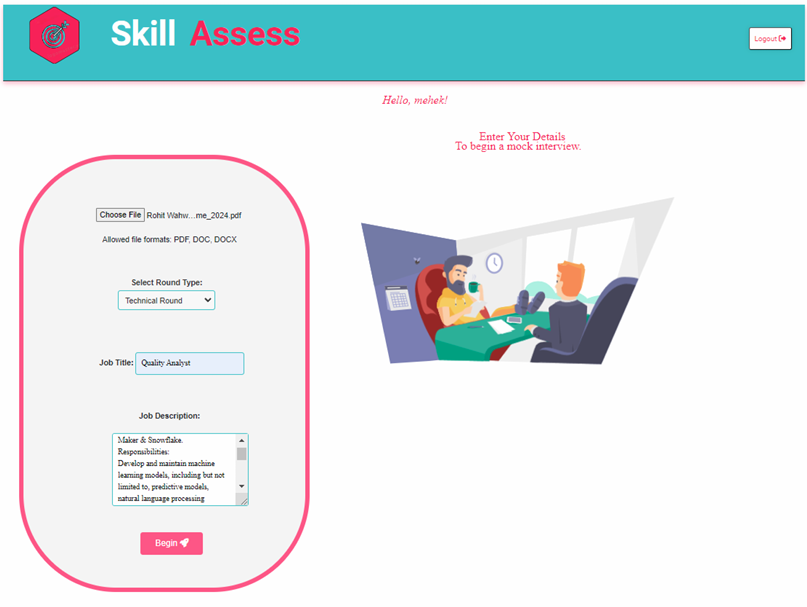 Skill Assess
Logout
Hello, mehek!
Enter Your Details
To begin a mock interview.
Choose File Rohit Wahw...me_2024.pdf
Allowed file formats: PDF, DOC, DOCX
Select Round Type:
Technical Round
Job Title: Quality Analyst
Job Description:
Maker & Snowflake.
Responsibilities:
Develop and maintain machine
learning models, including but not
limited to, predictive models,
natural language processing
Begin